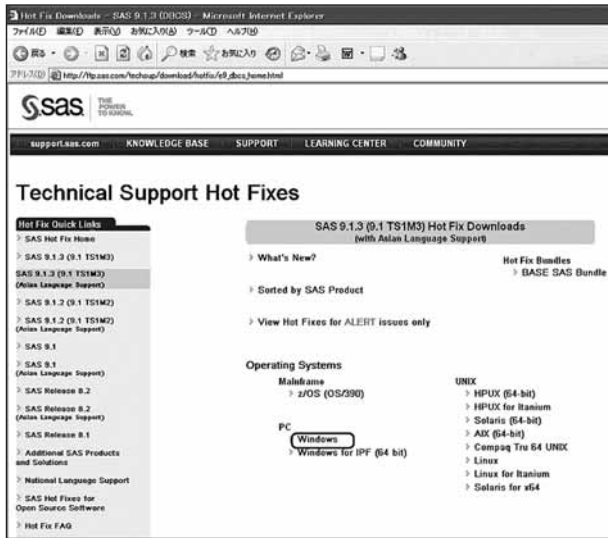 Hot Fix Downloads - SAS 9.1.3 (DBCS) - Microsoft Internet Explorer
ファイル(F) 編集(E) 表示(V) お気に入り(A) ツール(T) ヘルプ(H)
戻る 検索 お気に入り
アドレス(D) http://ftp.sas.com/techsup/download/hotfix/e9_dbcs_home.html
sas THE POWER TO KNOW.
support.sas.com KNOWLEDGE BASE SUPPORT LEARNING CENTER COMMUNITY
Technical Support Hot Fixes
Hot Fix Quick Links
SAS Hot Fix Home
SAS 9.1.3 (9.1 TS1M3)
SAS 9.1.3 (9.1 TS1M3)
(Asian Language Support)
SAS 9.1.2 (9.1 TS1M2)
SAS 9.1.2 (9.1 TS1M2)
(Asian Language Support)
SAS 9.1
SAS 9.1
(Asian Language Support)
SAS Release 8.2
SAS Release 8.2
(Asian Language Support)
SAS Release 8.1
Additional SAS Products
and Solutions
National Language Support
SAS Hot Fixes for
Open Source Software
Hot Fix FAQ
SAS 9.1.3 (9.1 TS1M3) Hot Fix Downloads
(with Asian Language Support)
What's New?
Sorted by SAS Product
View Hot Fixes for ALERT issues only
Hot Fix Bundles
BASE SAS Bundle
Operating Systems
Mainframe
z/OS (OS/390)
PC
Windows
Windows for IPF (64 bit)
UNIX
HPUX (64-bit)
HPUX for Itanium
Solaris (64-bit)
AIX (64-bit)
Compaq Tru 64 UNIX
Linux
Linux for Itanium
Solaris for x64